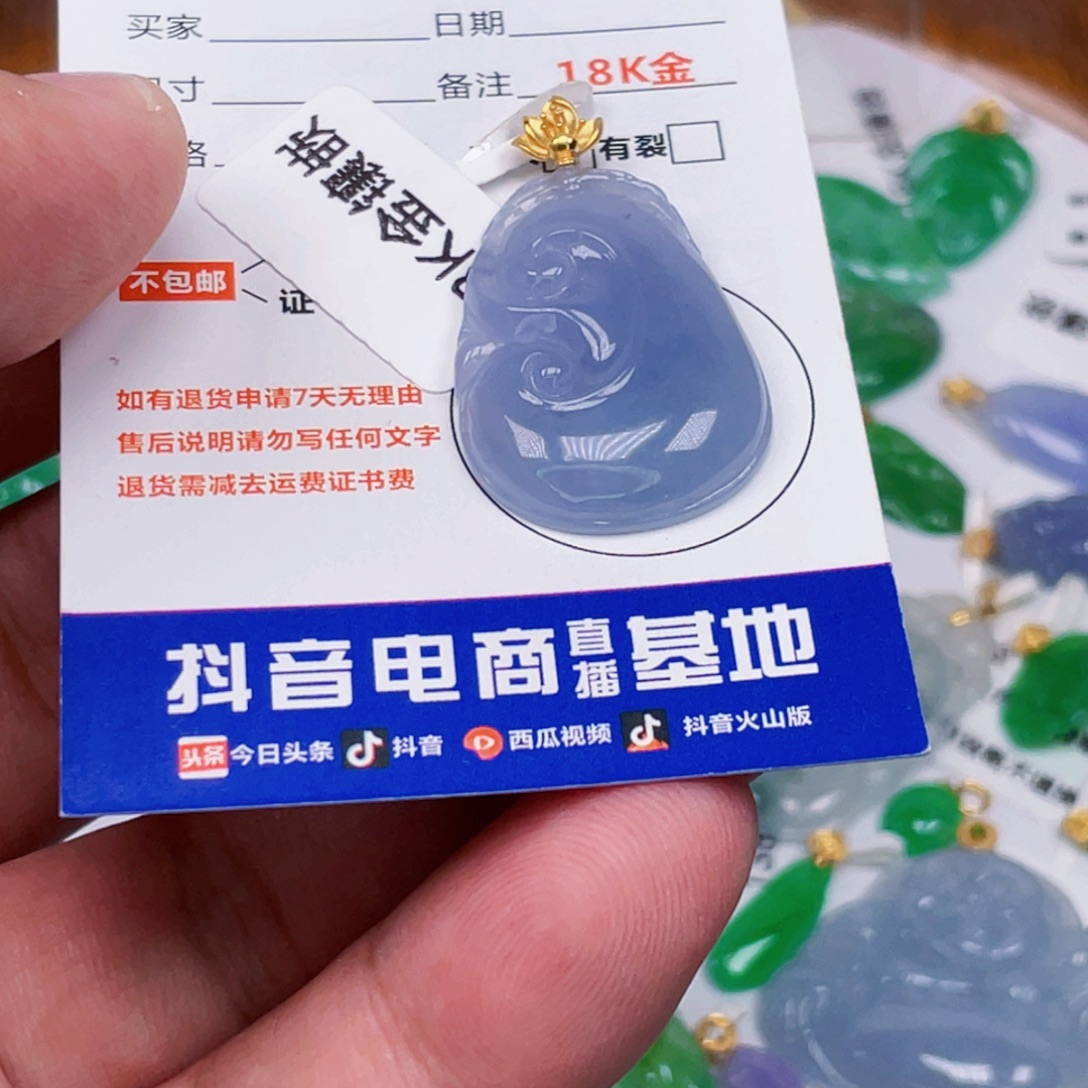 买家 日期
寸 备注 18K金
格 有裂
K金镶嵌
不包邮 证
如有退货申请7天无理由
售后说明请勿写任何文字
退货需减去运费证书费
抖音电商直播基地
头条 今日头条 抖音 西瓜视频 抖音火山版